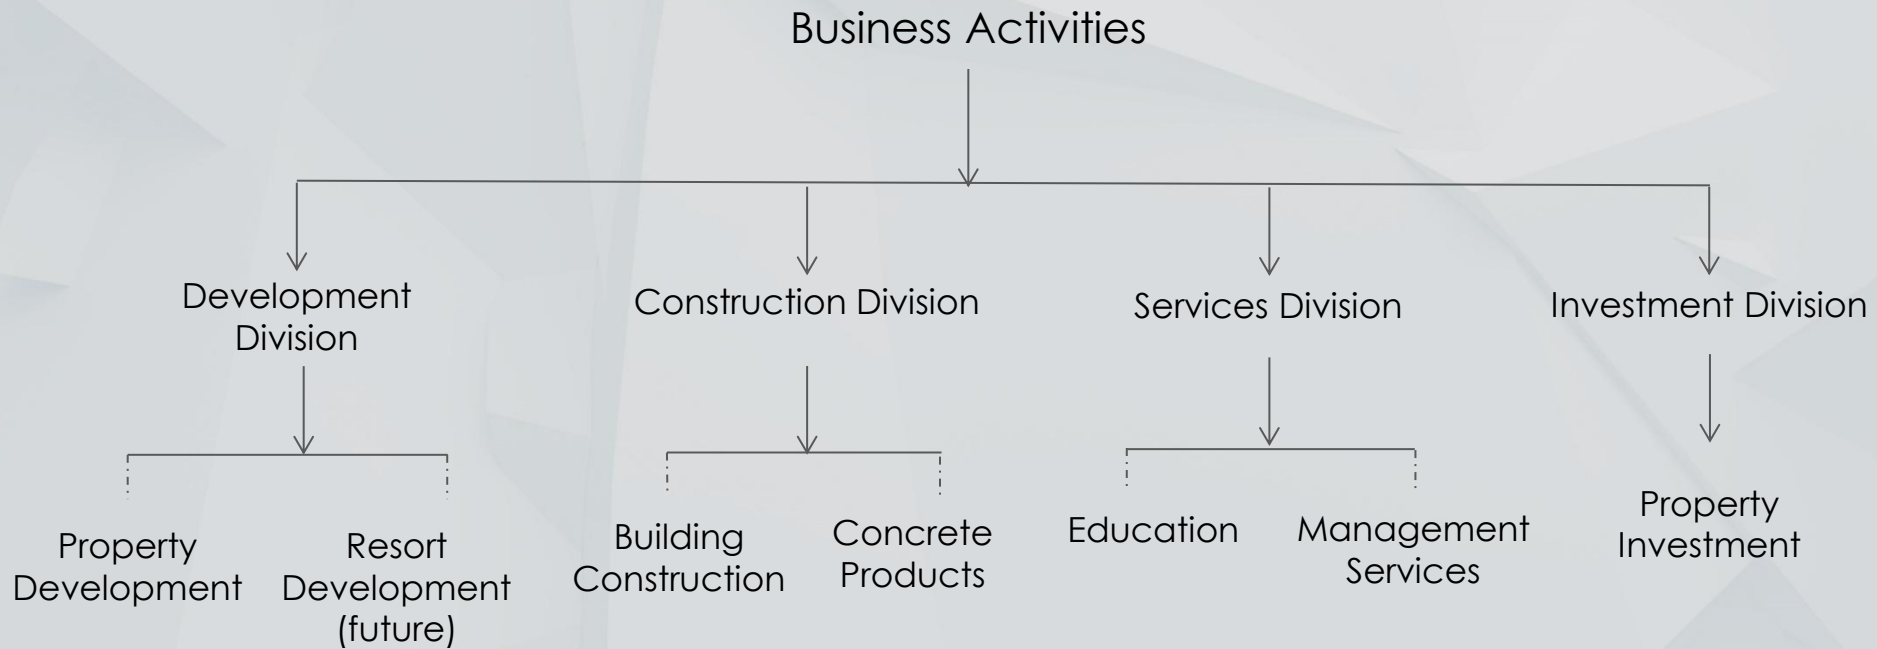 Business Activities
Development
Division
Construction Division
Services Division
Investment Division
Property
Development
Resort
Development
(future)
Building
Construction
Concrete
Products
Education
Management
Services
Property
Investment